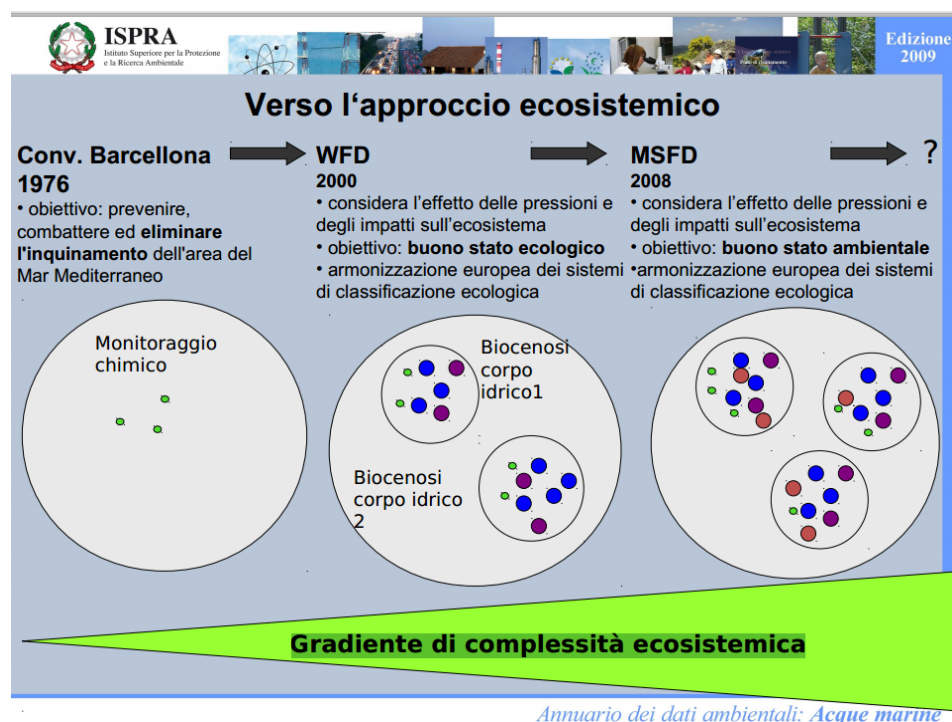 ISPRA
Istituto Superiore per la Protezione
e la Ricerca Ambientale
Edizione
2009
Verso l'approccio ecosistemico
Conv. Barcellona
1976
• obiettivo: prevenire,
combattere ed eliminare
l'inquinamento dell'area del
Mar Mediterraneo
WFD
2000
• considera l'effetto delle pressioni e
degli impatti sull'ecosistema
• obiettivo: buono stato ecologico
• armonizzazione europea dei sistemi
di classificazione ecologica
MSFD
2008
• considera l'effetto delle pressioni e
degli impatti sull'ecosistema
• obiettivo: buono stato ambientale
•armonizzazione europea dei sistemi
di classificazione ecologica
?
Monitoraggio
chimico
Biocenosi
corpo
idrico1
Biocenosi
corpo idrico
2
Gradiente di complessità ecosistemica
Annuario dei dati ambientali: Acque marine